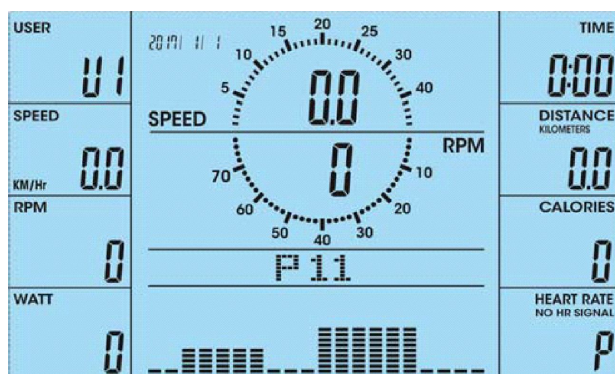 USER
U1
SPEED
KM/Hr 0.0
RPM
0
WATT
0
2017/ 1/ 1
5 10 15 20 25 30 40
SPEED
0.0
RPM
0
70 60 50 40 30 20 10
P11
TIME
0:00
DISTANCE
KILOMETERS
0.0
CALORIES
0
HEART RATE
NO HR SIGNAL
P